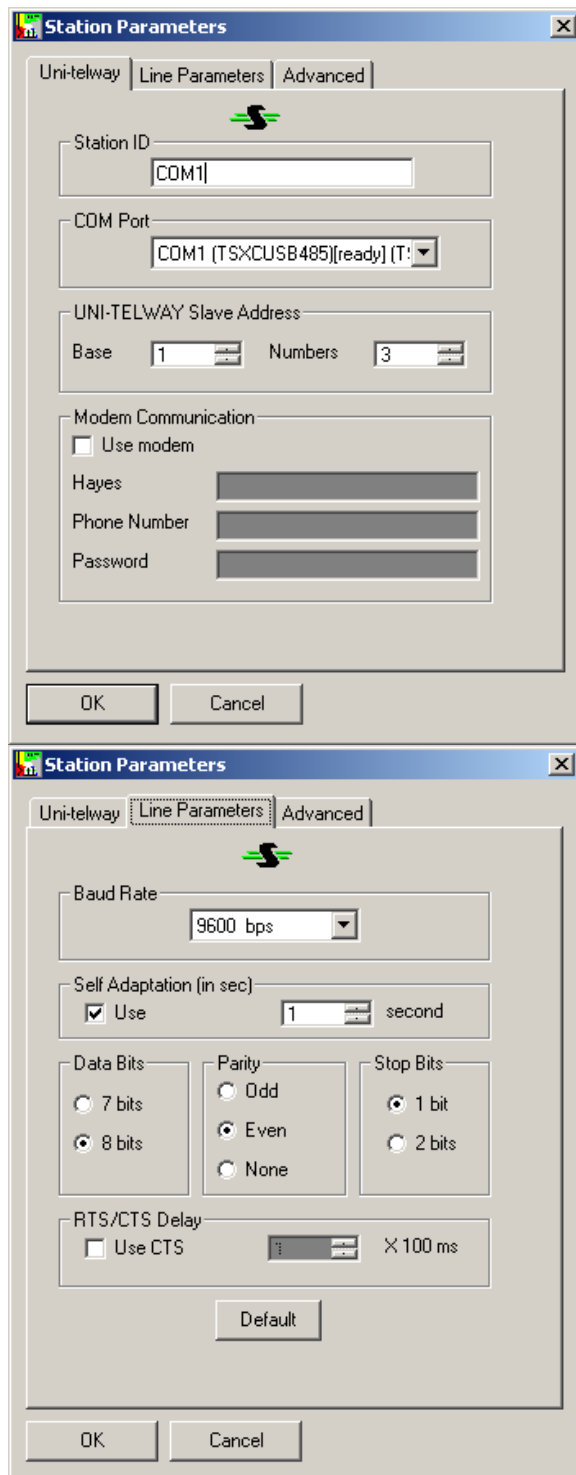 Station Parameters
Uni-telway Line Parameters Advanced
Station ID
COM1
COM Port
COM1 (TSXCUSB485)[ready] (T
UNI-TELWAY Slave Address
Base 1 Numbers 3
Modem Communication
Use modem
Hayes
Phone Number
Password
OK Cancel
Station Parameters
Uni-telway Line Parameters Advanced
Baud Rate
9600 bps
Self Adaptation (in sec)
Use 1 second
Data Bits Parity Stop Bits
7 bits Odd 1 bit
8 bits Even 2 bits
None
RTS/CTS Delay
Use CTS 1 X 100 ms
Default
OK Cancel